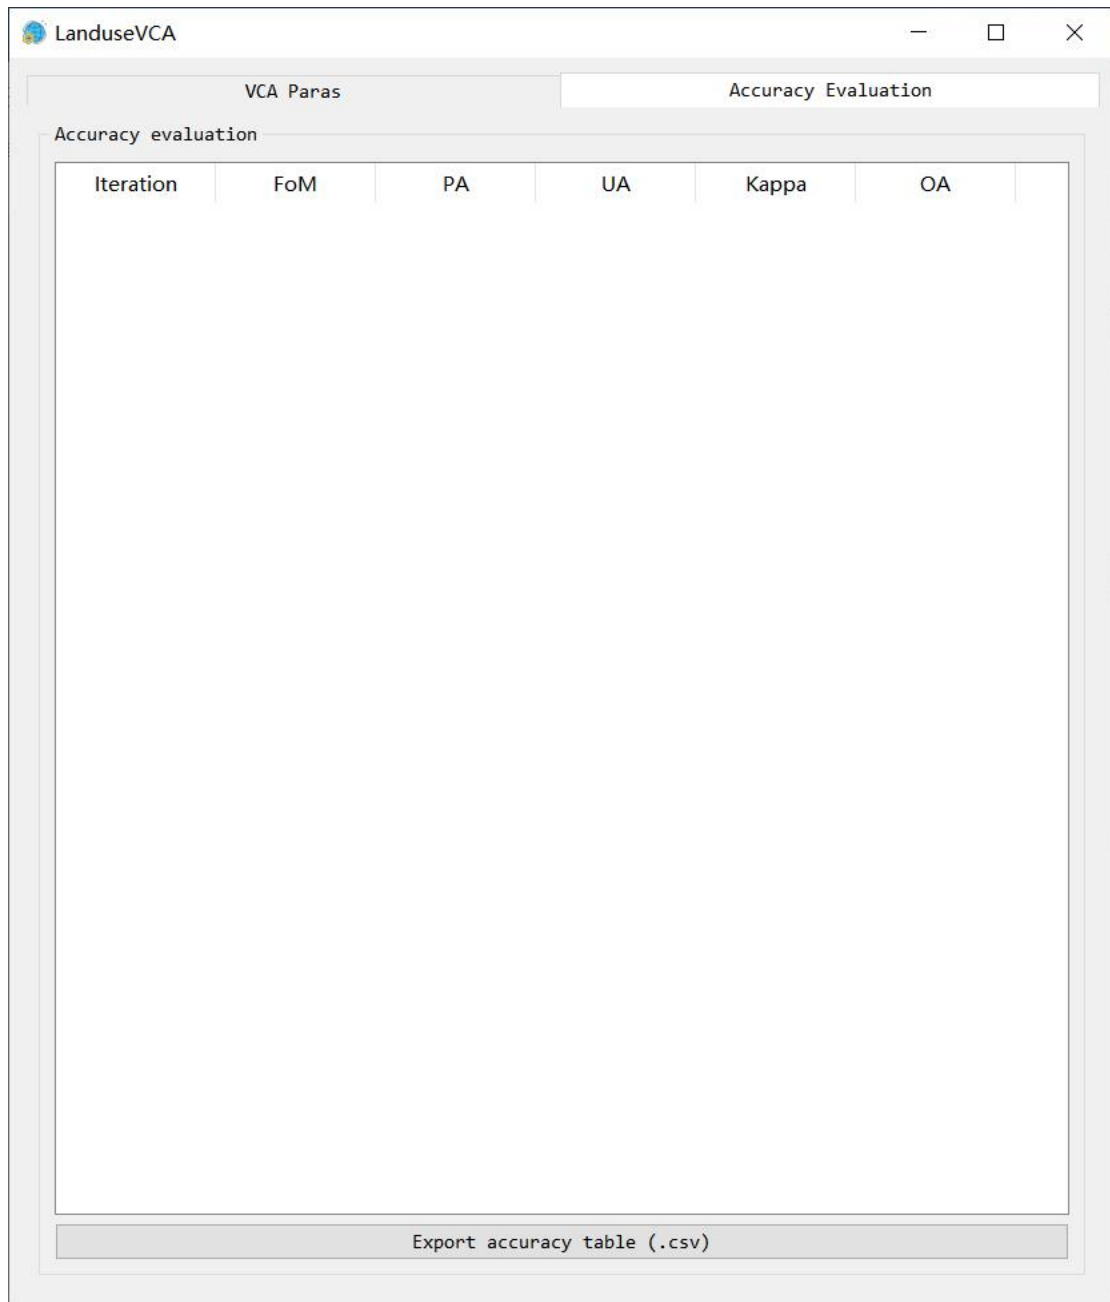 LanduseVCA
VCA Paras Accuracy Evaluation
Accuracy evaluation
Iteration FoM PA UA Kappa OA
Export accuracy table (.csv)